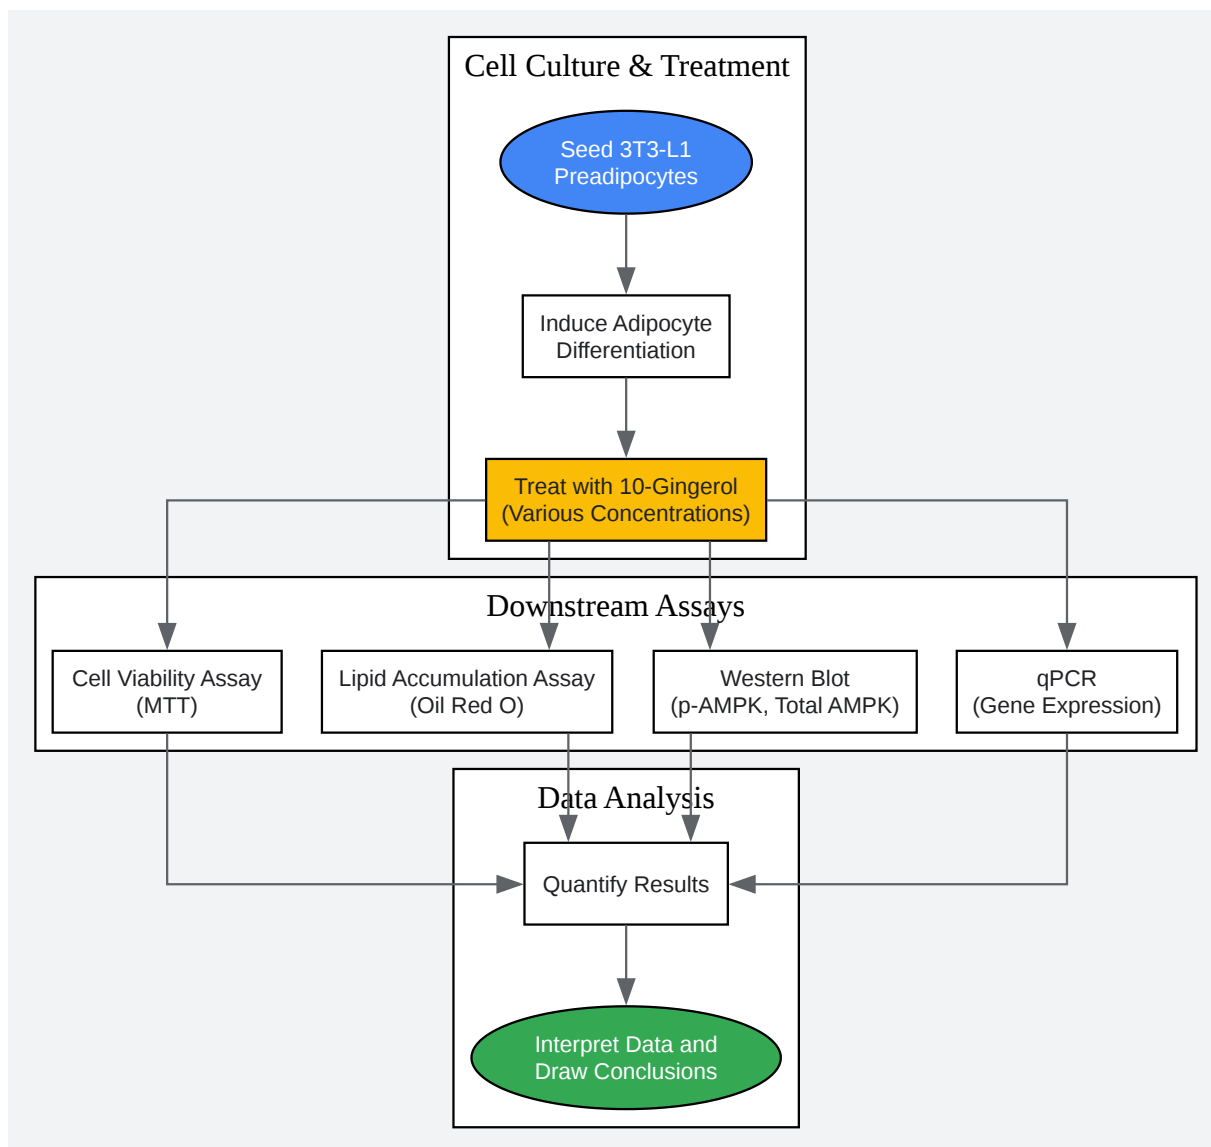 Cell Culture & Treatment
Seed 3T3-L1
Preadipocytes
Induce Adipocyte
Differentiation
Treat with 10-Gingerol
(Various Concentrations)
Downstream Assays
Cell Viability Assay
(MTT)
Lipid Accumulation Assay
(Oil Red O)
Western Blot
(p-AMPK, Total AMPK)
qPCR
(Gene Expression)
Data Analysis
Quantify Results
Interpret Data and
Draw Conclusions